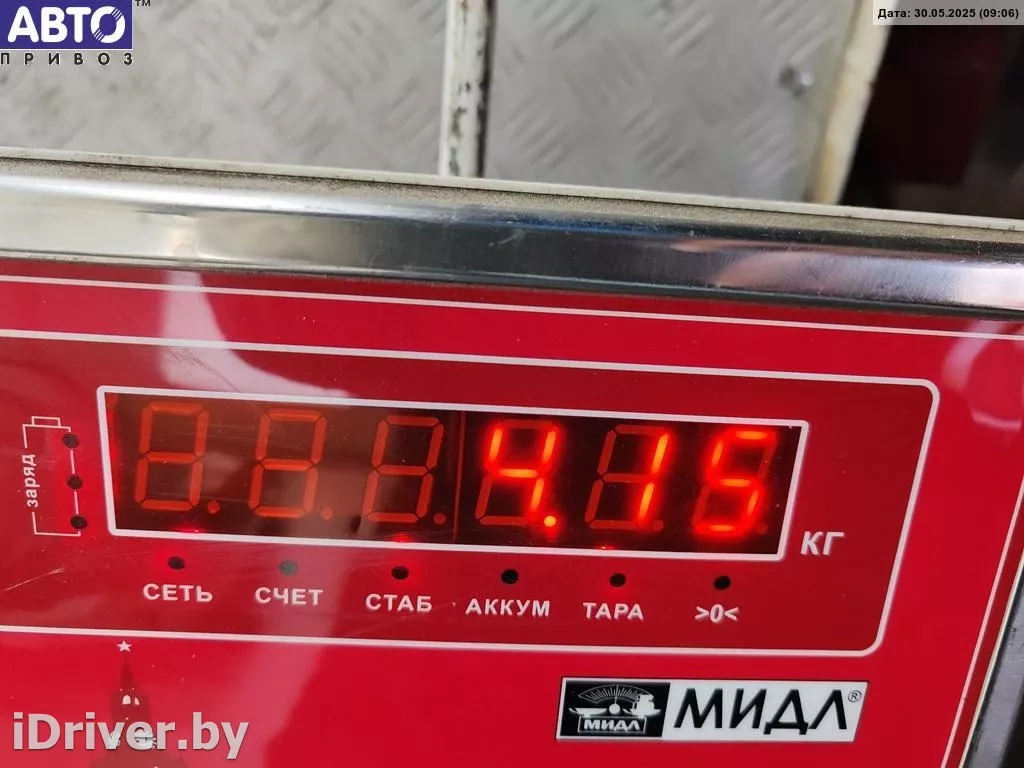 АВТО™
ПРИВОЗ
Дата: 30.05.2025 (09:06)
заряд
4.15
КГ
СЕТЬ СЧЕТ СТАБ АККУМ ТАРА >0<
МИДЛ МИДЛ®
iDriver.by